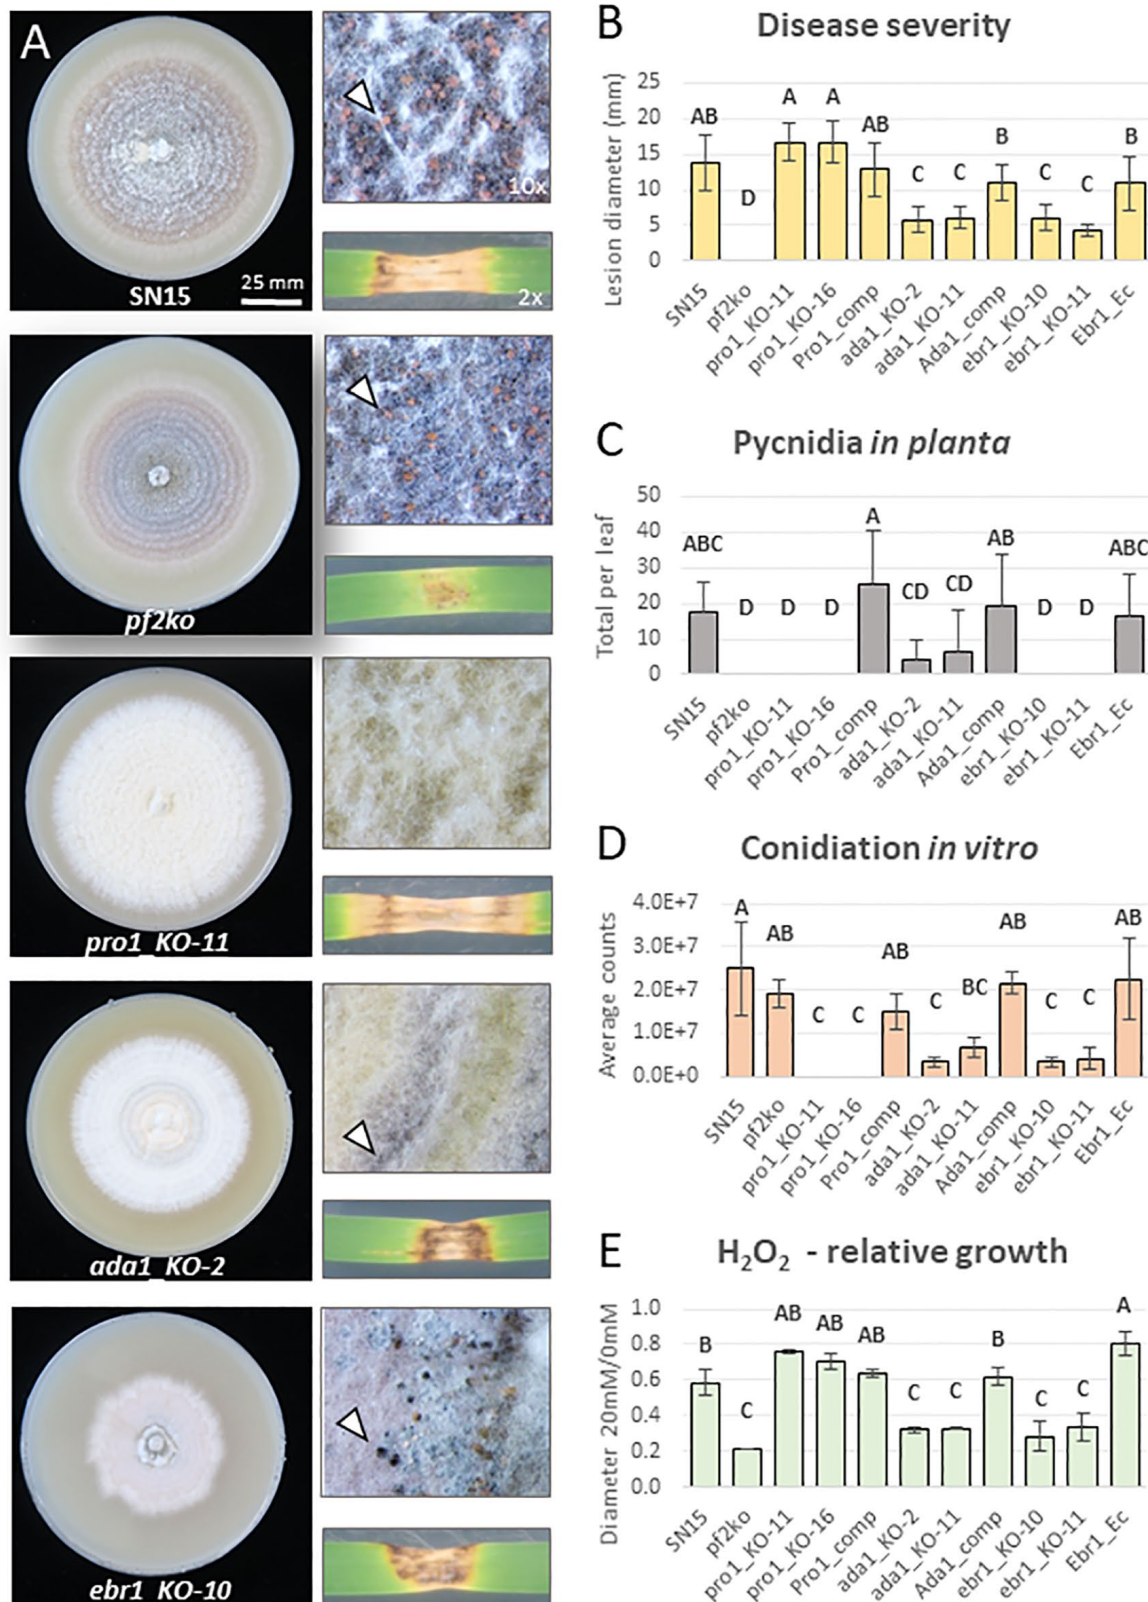 A
10x
2x
25 mm
SN15
pf2ko
pro1_KO-11
ada1_KO-2
ebr1_KO-10
B
Disease severity
Lesion diameter (mm)
25
20
15
10
5
0
AB
D
A
A
AB
C
C
B
C
C
B
SN15
pf2ko
pro1_KO-11
pro1_KO-16
Pro1_comp
ada1_KO-2
ada1_KO-11
Ada1_comp
ebr1_KO-10
ebr1_KO-11
Ebr1_Ec
C
Pycnidia in planta
Total per leaf
50
40
30
20
10
0
ABC
D
D
D
A
CD
CD
AB
D
D
ABC
SN15
pf2ko
pro1_KO-11
pro1_KO-16
Pro1_comp
ada1_KO-2
ada1_KO-11
Ada1_comp
ebr1_KO-10
ebr1_KO-11
Ebr1_Ec
D
Conidiation in vitro
Average counts
4.0E+7
3.0E+7
2.0E+7
1.0E+7
0.0E+0
A
AB
C
C
AB
C
BC
AB
C
C
AB
SN15
pf2ko
pro1_KO-11
pro1_KO-16
Pro1_comp
ada1_KO-2
ada1_KO-11
Ada1_comp
ebr1_KO-10
ebr1_KO-11
Ebr1_Ec
E
H₂O₂ - relative growth
Diameter 20mM/0mM
1.0
0.8
0.6
0.4
0.2
0.0
B
C
AB
AB
AB
C
C
B
C
C
A
SN15
pf2ko
pro1_KO-11
pro1_KO-16
Pro1_comp
ada1_KO-2
ada1_KO-11
Ada1_comp
ebr1_KO-10
ebr1_KO-11
Ebr1_Ec